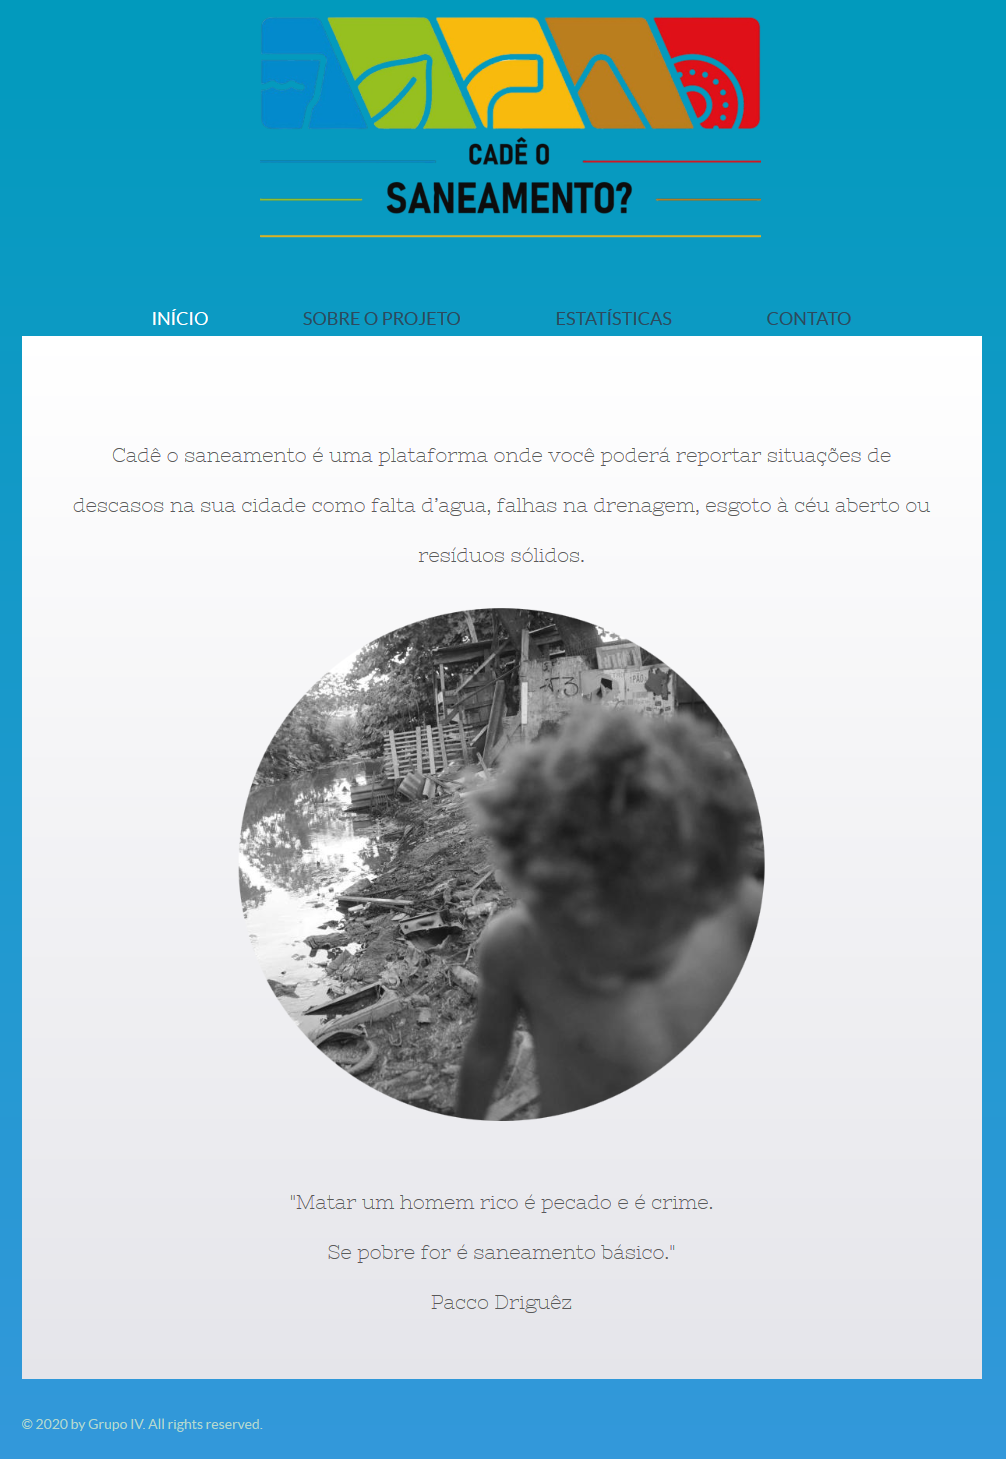 CADÊ O
SANEAMENTO?
INÍCIO SOBRE O PROJETO ESTATÍSTICAS CONTATO
Cadê o saneamento é uma plataforma onde você poderá reportar situações de
descasos na sua cidade como falta d’agua, falhas na drenagem, esgoto à céu aberto ou
resíduos sólidos.
"Matar um homem rico é pecado e é crime.
Se pobre for é saneamento básico."
Pacco Driguêz
© 2020 by Grupo IV. All rights reserved.